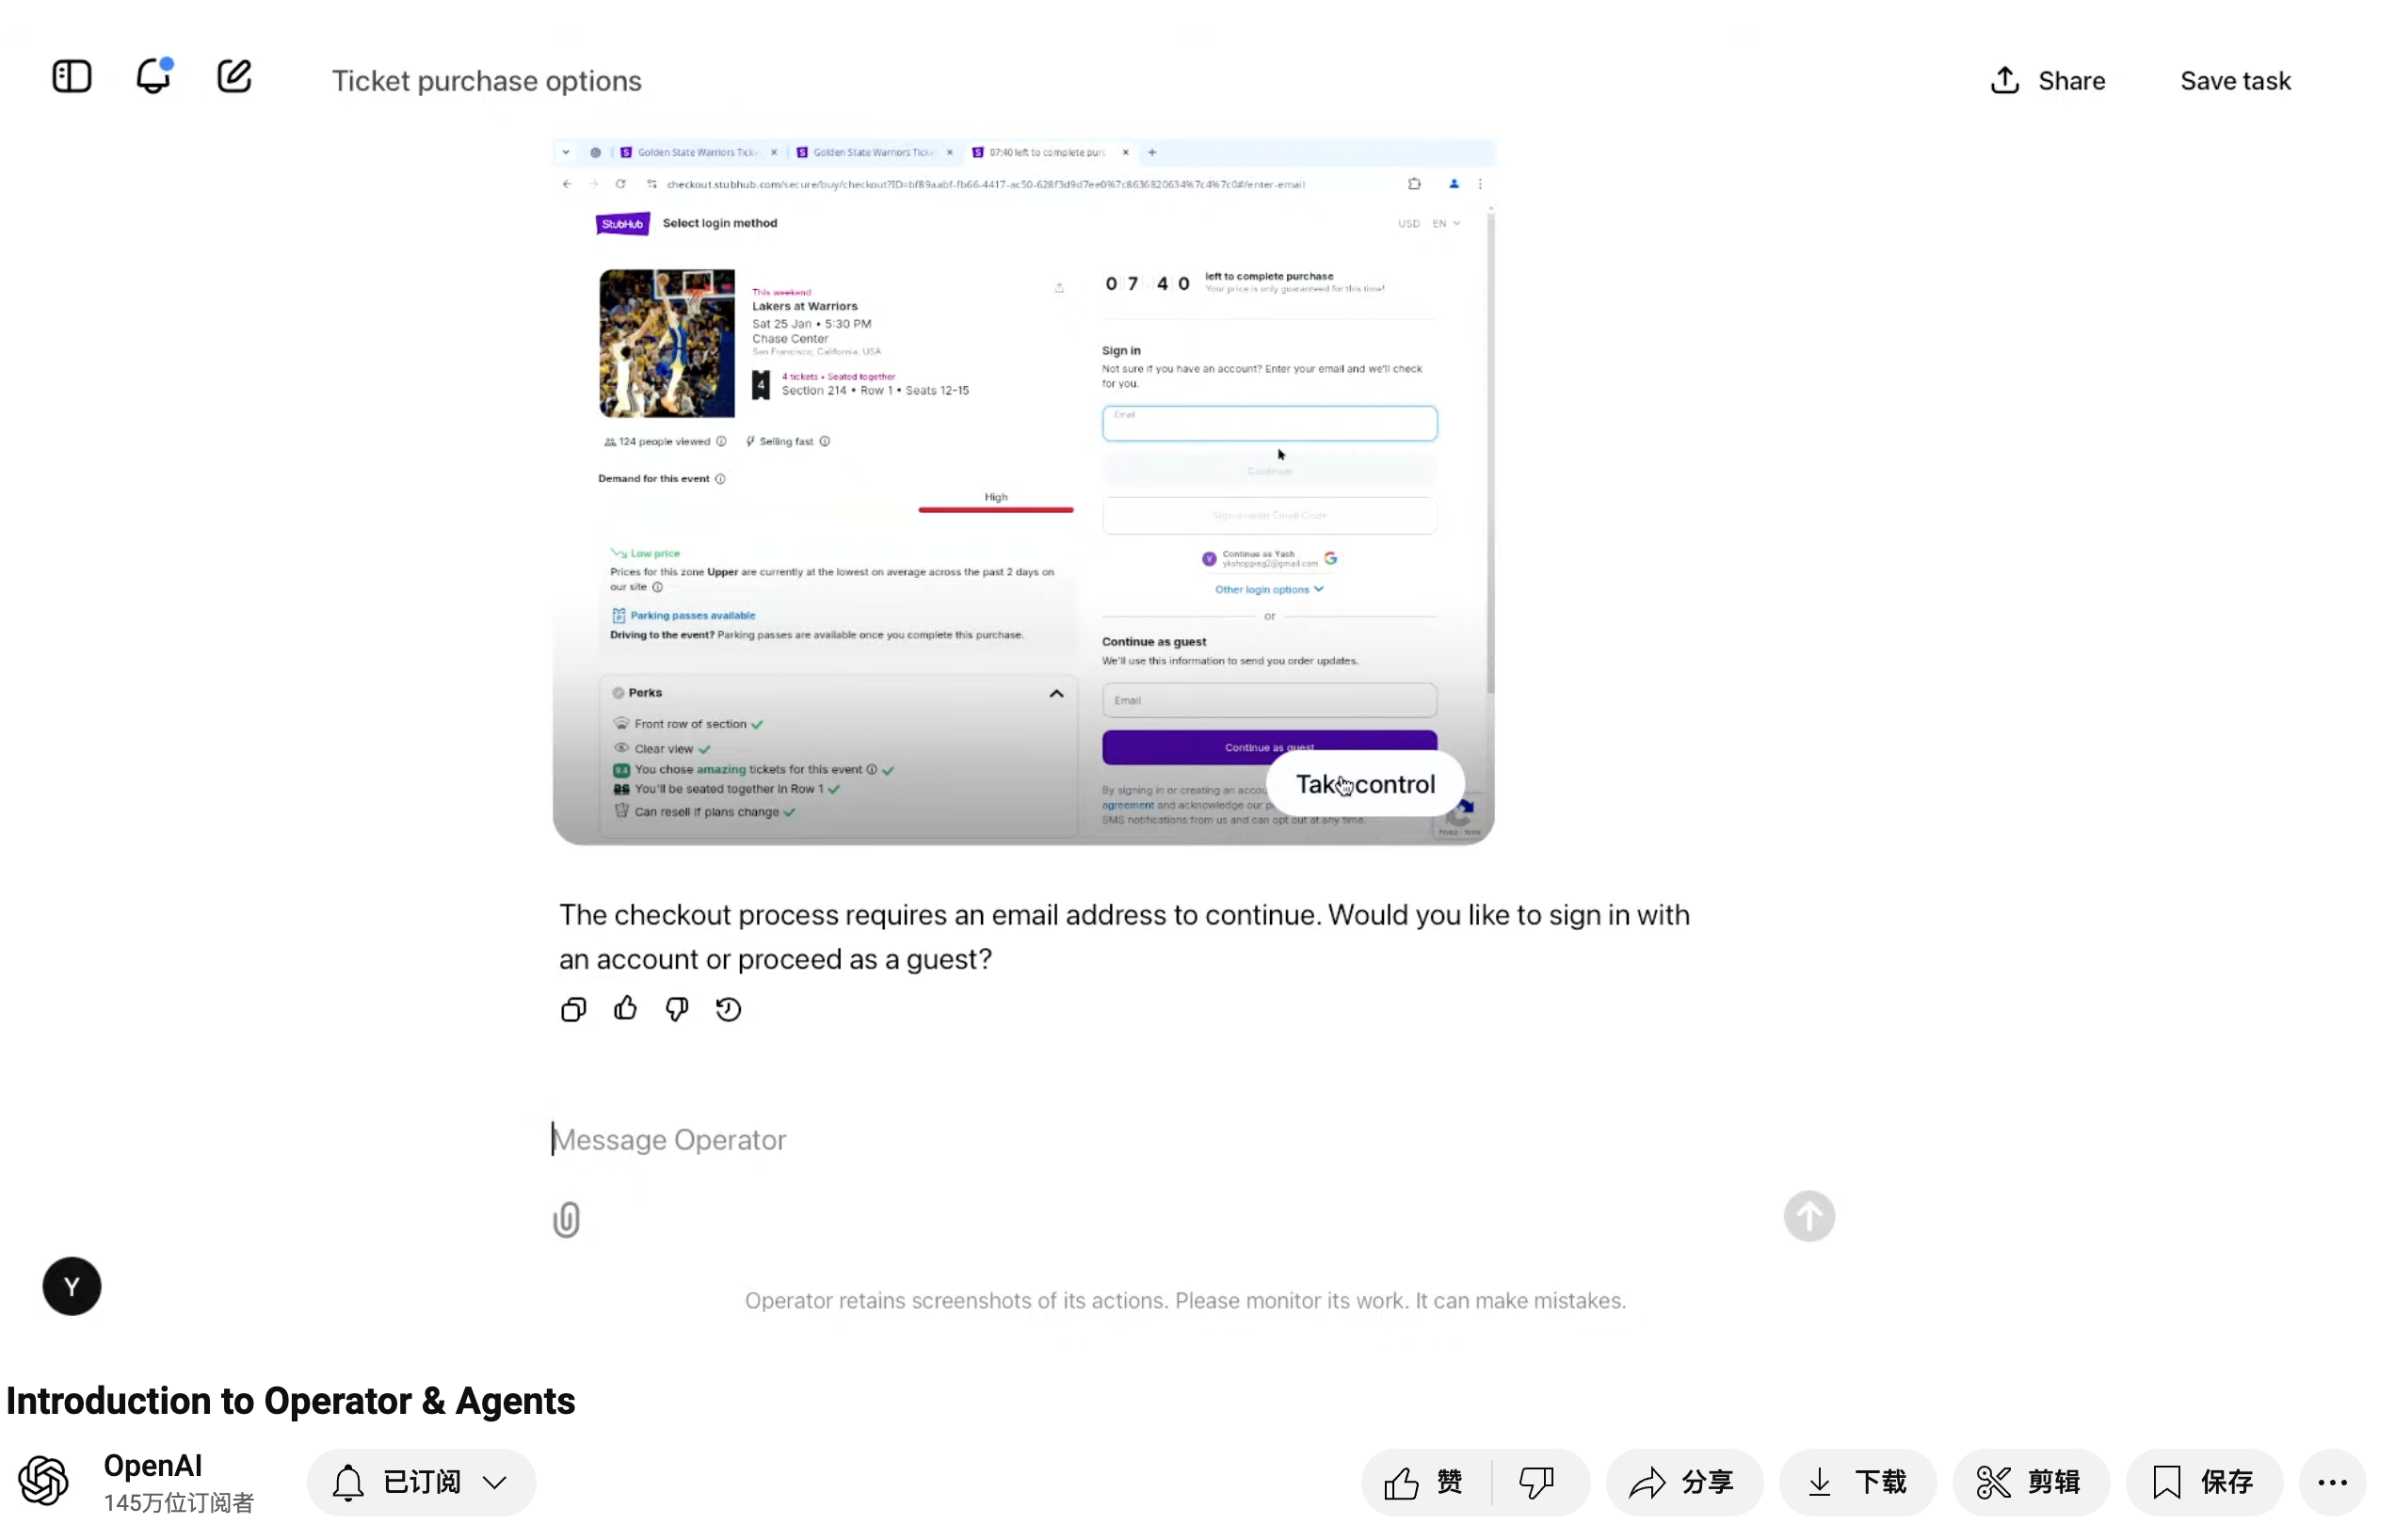 Ticket purchase options
Share
Save task
Golden State Warriors Ticke
Golden State Warriors Ticke
07:40 left to complete purc
checkout.stubhub.com/secure/buy/checkout?ID=bf89aabf-fb66-4417-ac50-628f3d9d7ee0%7c8636820634%7c4%7c0#/enter-email
StubHub
Select login method
USD EN
This weekend
Lakers at Warriors
Sat 25 Jan • 5:30 PM
Chase Center
San Francisco, California, USA
4
4 tickets • Seated together
Section 214 • Row 1 • Seats 12-15
124 people viewed
Selling fast
Demand for this event
High
Low price
Prices for this zone Upper are currently at the lowest on average across the past 2 days on
our site
Parking passes available
Driving to the event? Parking passes are available once you complete this purchase.
Perks
Front row of section
Clear view
9.4 You chose amazing tickets for this event
You'll be seated together in Row 1
Can resell if plans change
07 40
left to complete purchase
Your price is only guaranteed for this time!
Sign in
Not sure if you have an account? Enter your email and we'll check
for you.
Email
Continue
Sign in with Email Code
Y
Continue as Yash
ykshopping2@gmail.com
Other login options
or
Continue as guest
We'll use this information to send you order updates.
Email
Continue as guest
Take control
By signing in or creating an accou
agreement and acknowledge our p
SMS notifications from us and can opt out at any time.
Privacy - Terms
The checkout process requires an email address to continue. Would you like to sign in with
an account or proceed as a guest?
Message Operator
Y
Operator retains screenshots of its actions. Please monitor its work. It can make mistakes.
Introduction to Operator & Agents
OpenAI
145万位订阅者
已订阅
赞
分享
下载
剪辑
保存